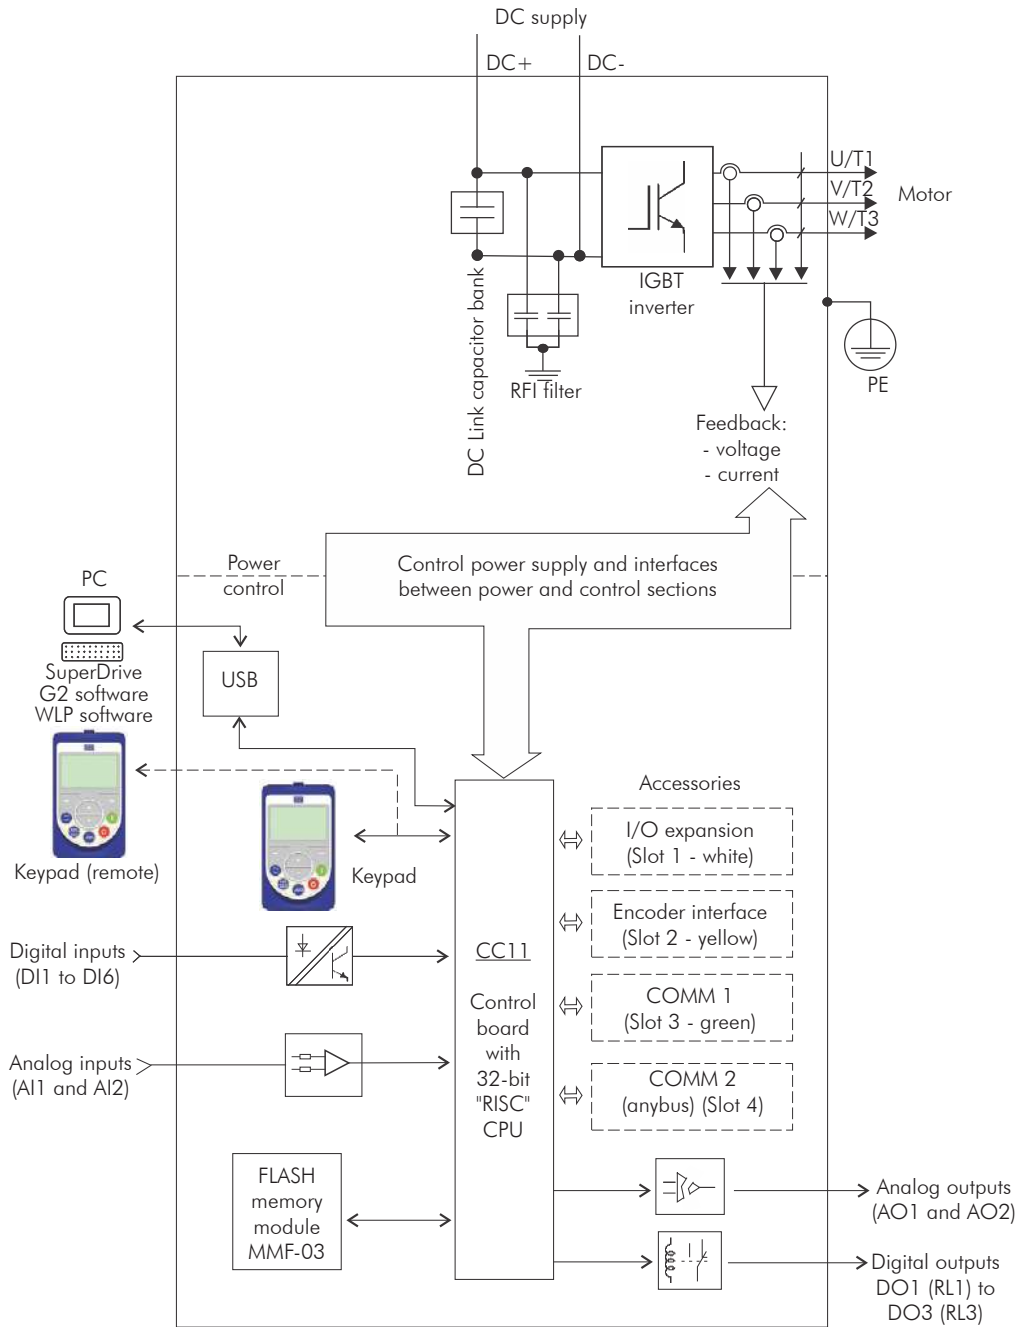 DC supply
DC+
DC-
U/T1
V/T2
W/T3
Motor
IGBT
inverter
DC Link capacitor bank
RFI filter
PE
Feedback:
- voltage
- current
Power
control
Control power supply and interfaces
between power and control sections
PC
SuperDrive
G2 software
WLP software
USB
Keypad (remote)
Keypad
Accessories
I/O expansion
(Slot 1 - white)
Encoder interface
(Slot 2 - yellow)
COMM 1
(Slot 3 - green)
COMM 2
(anybus) (Slot 4)
Digital inputs
(DI1 to DI6)
Analog inputs
(AI1 and AI2)
CC11
Control
board
with
32-bit
"RISC"
CPU
FLASH
memory
module
MMF-03
Analog outputs
(AO1 and AO2)
Digital outputs
DO1 (RL1) to
DO3 (RL3)